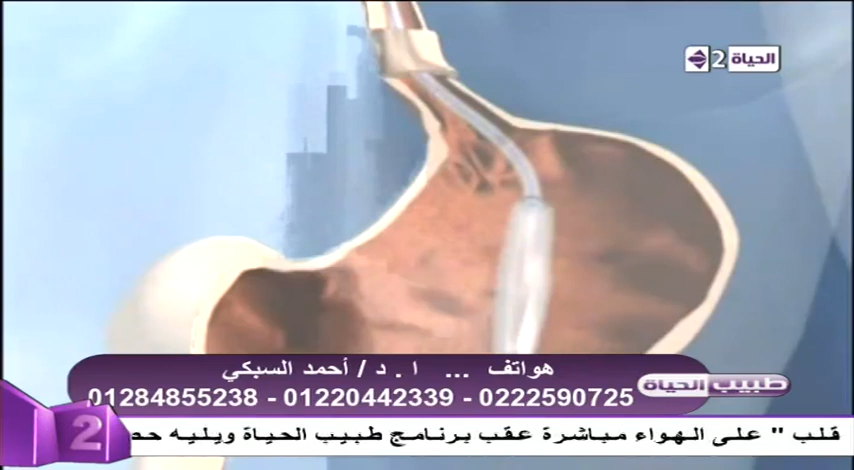 الحياة 2
هواتف ... ا . د / أحمد السبكي
01284855238 - 01220442339 - 0222590725
طبيب الحياة
قلب " على الهواء مباشرة عقب برنامج طبيب الحياة ويليه
2